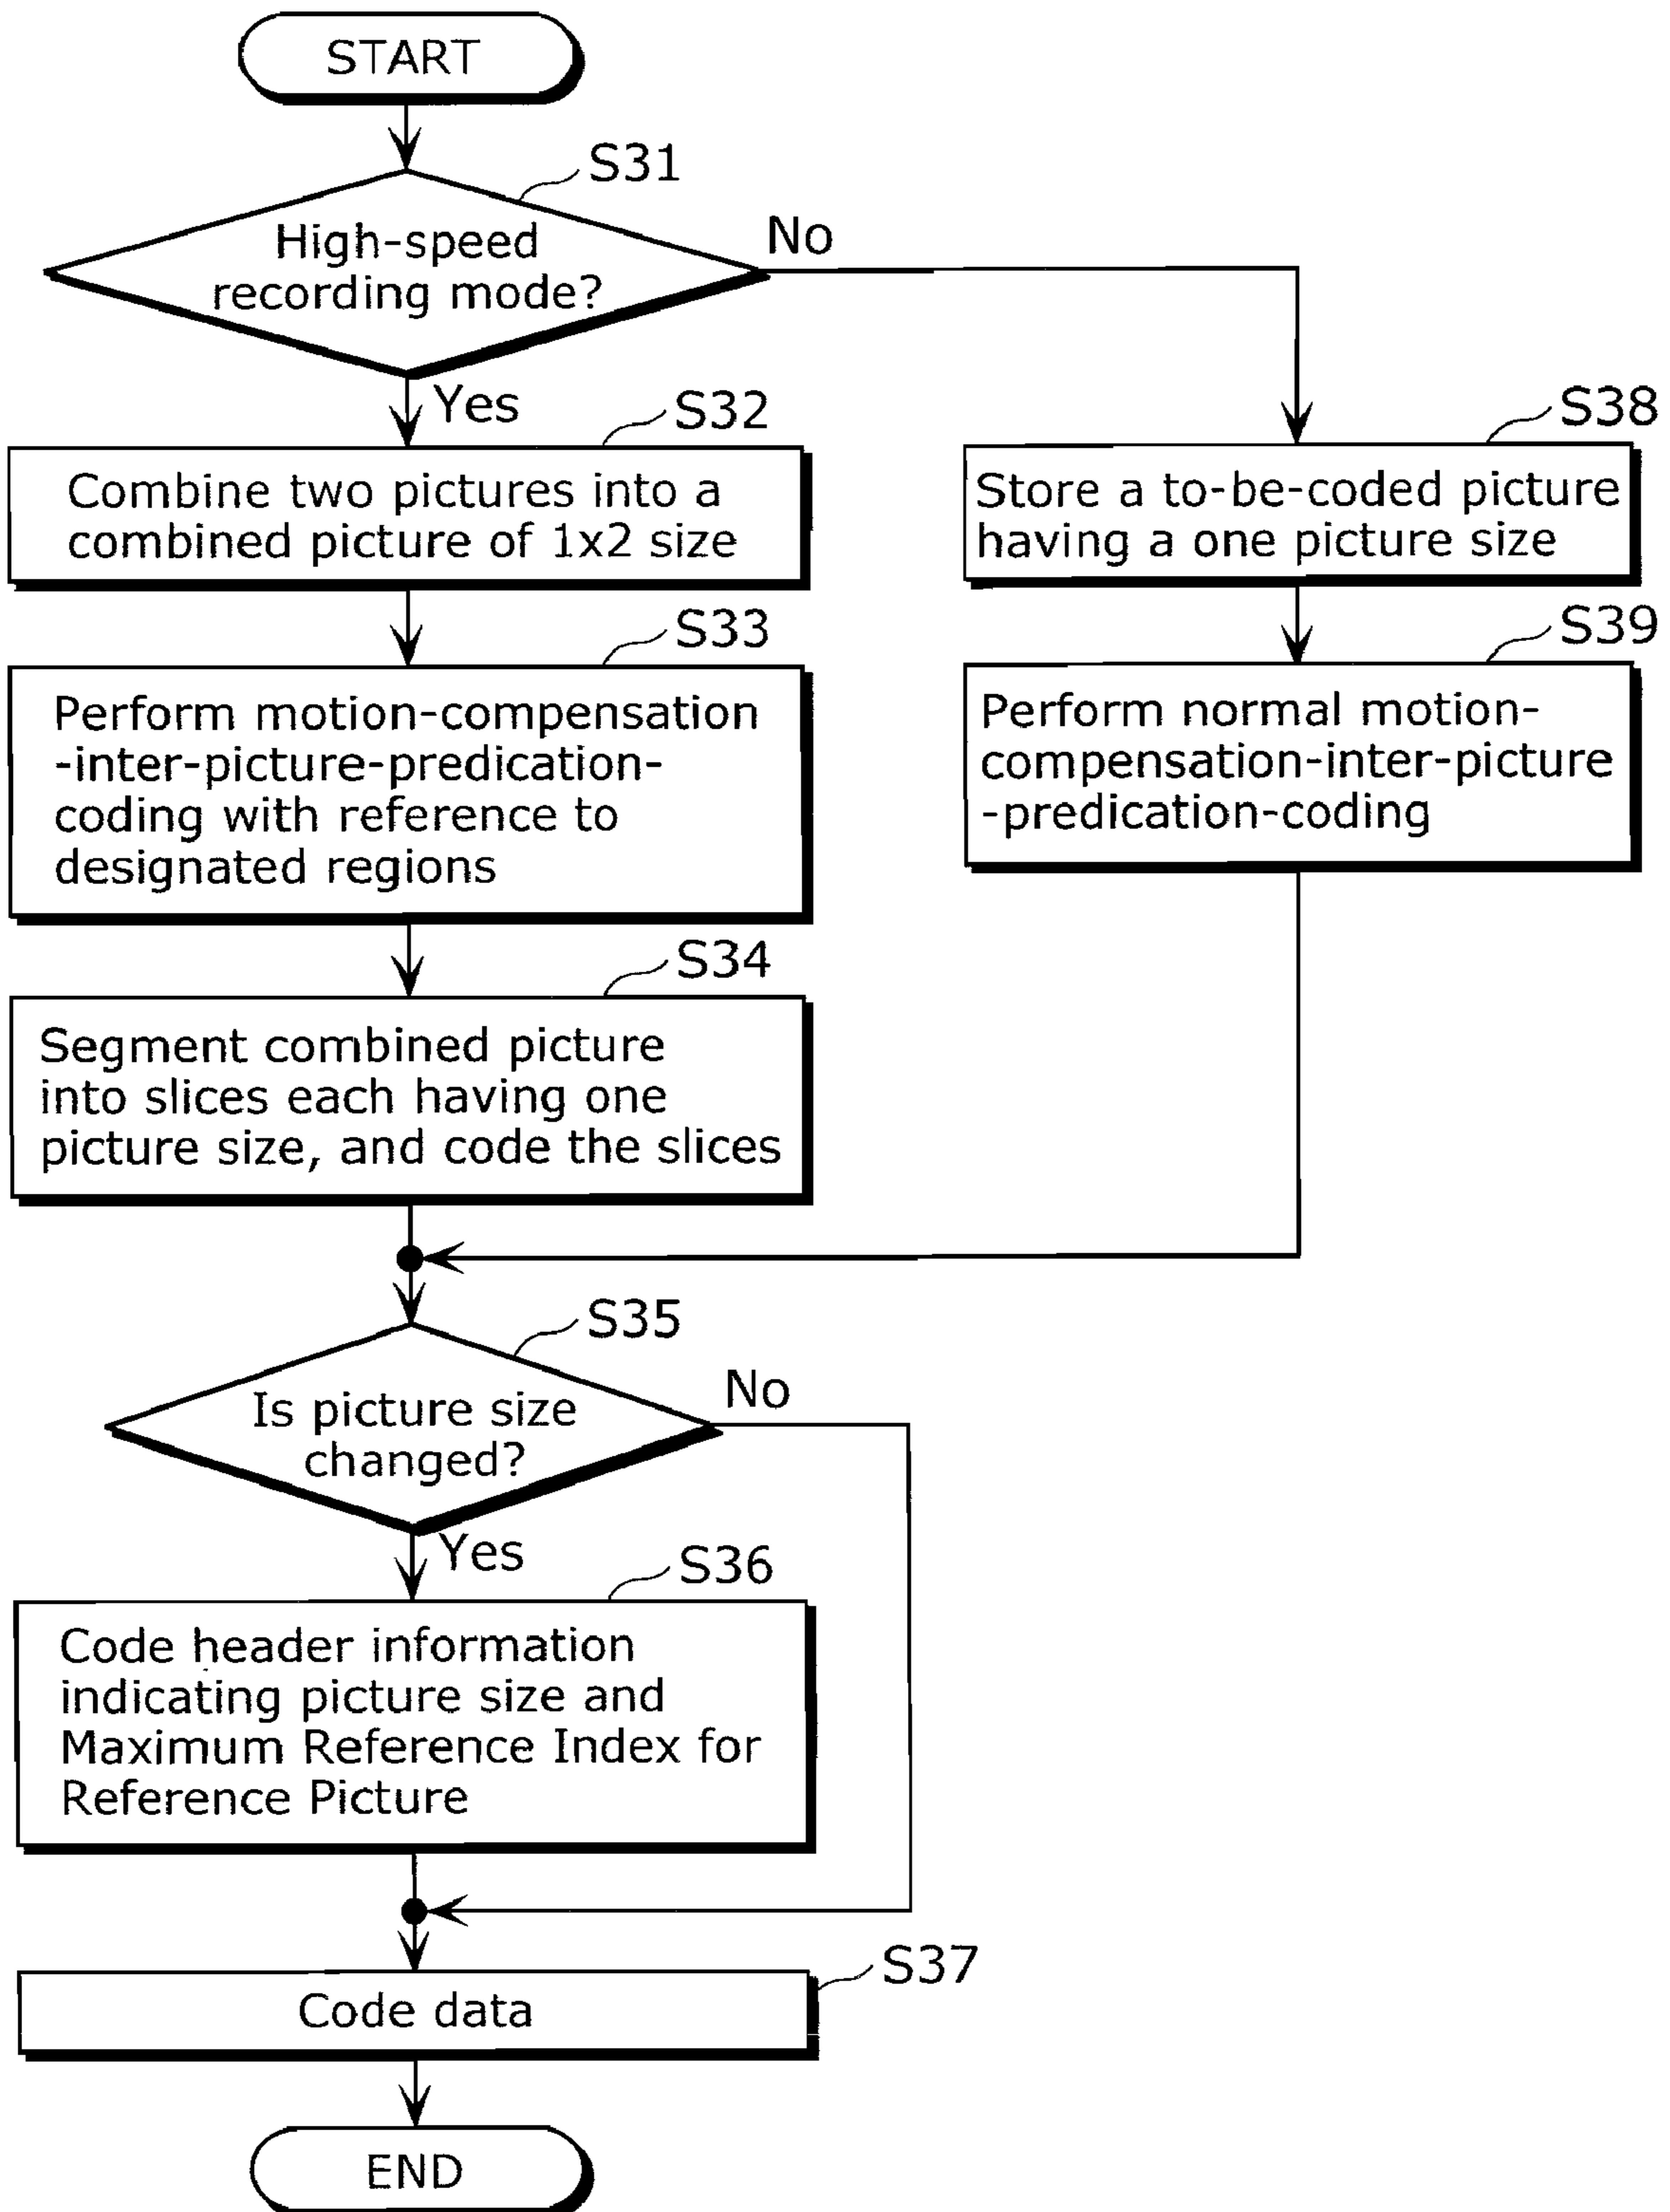 START
S31
High-speed
recording mode?
No
Yes
S32
Combine two pictures into a
combined picture of 1x2 size
S38
Store a to-be-coded picture
having a one picture size
S33
Perform motion-compensation
-inter-picture-predication-
coding with reference to
designated regions
S39
Perform normal motion-
compensation-inter-picture
-predication-coding
S34
Segment combined picture
into slices each having one
picture size, and code the slices
S35
Is picture size
changed?
No
Yes
S36
Code header information
indicating picture size and
Maximum Reference Index for
Reference Picture
S37
Code data
END